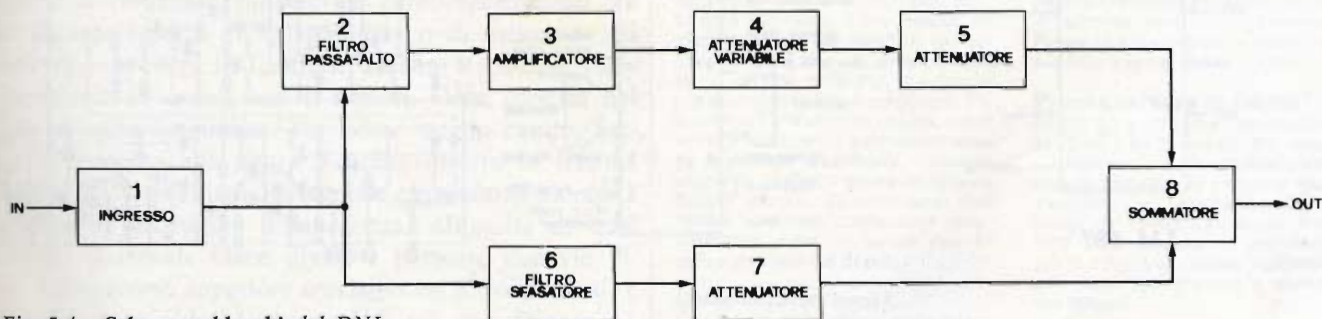 2
FILTRO
PASSA-ALTO
3
AMPLIFICATORE
4
ATTENUATORE
VARIABILE
5
ATTENUATORE
IN
1
INGRESSO
8
SOMMATORE
OUT
6
FILTRO
SFASATORE
7
ATTENUATORE